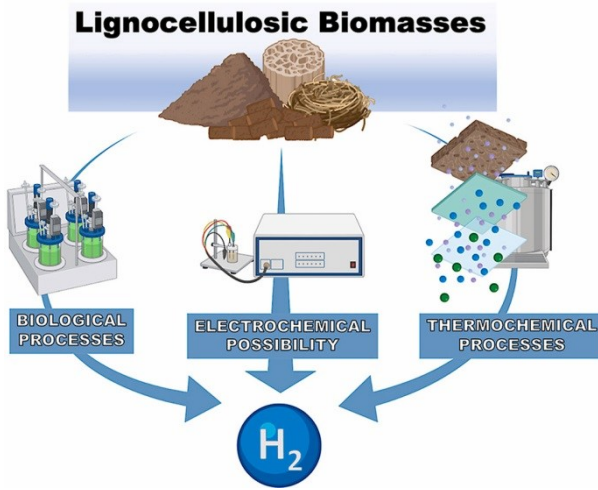 Lignocellulosic Biomasses
BIOLOGICAL
PROCESSES
ELECTROCHEMICAL
POSSIBILITY
THERMOCHEMICAL
PROCESSES
H₂